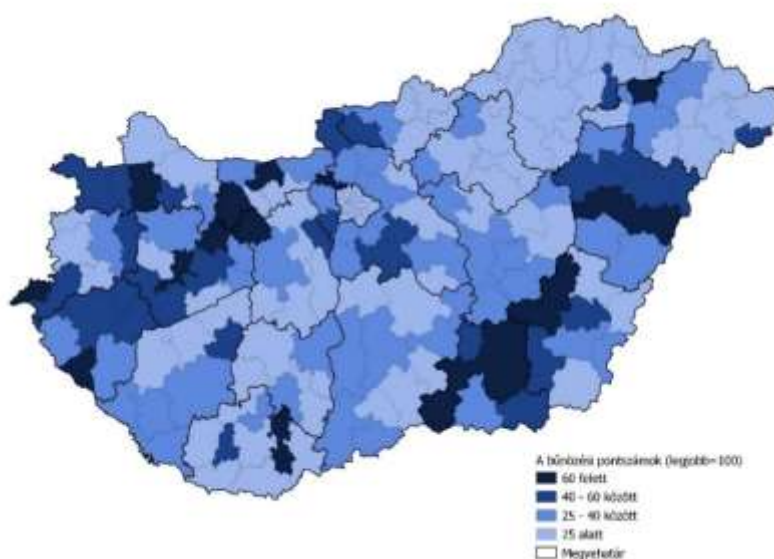 A bűnözési pontszámok (legjobb=100)
60 felett
40 - 60 között
25 - 40 között
25 alatt
Megyehatár